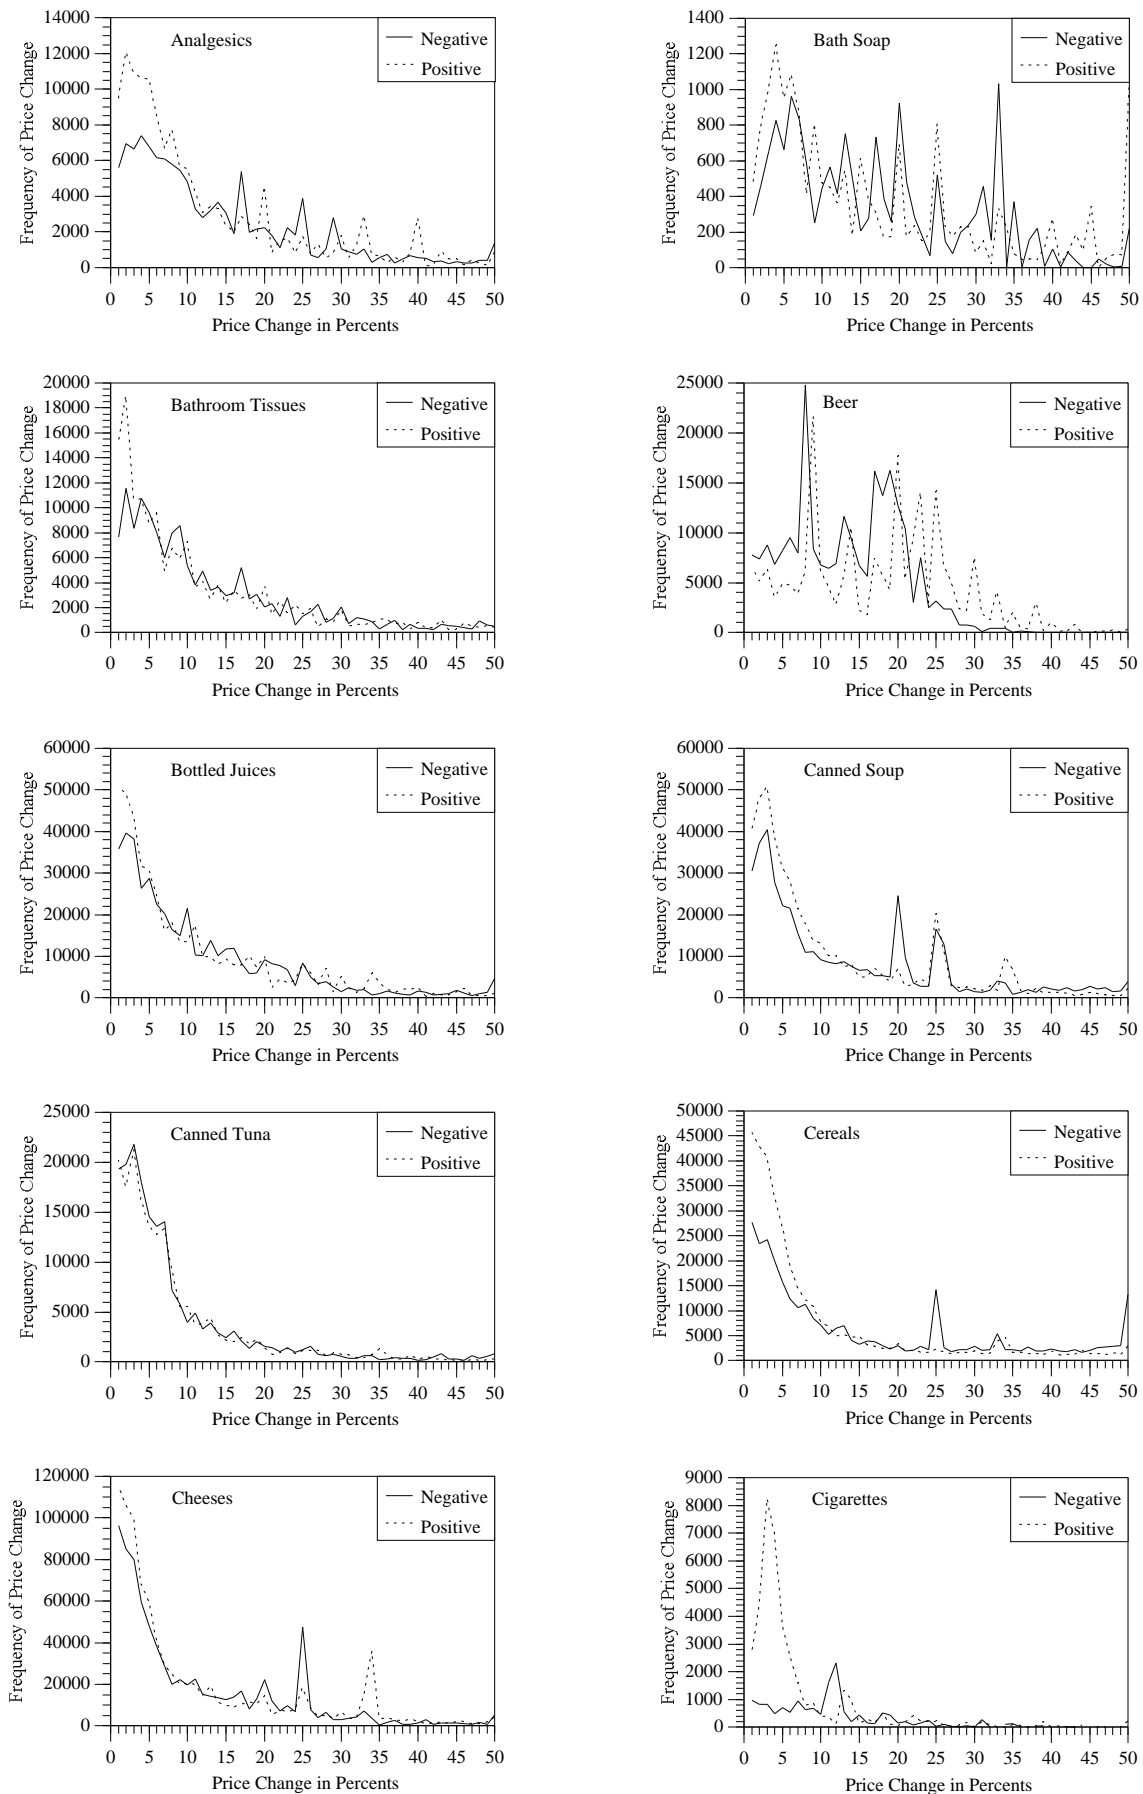 Analgesics
Negative
Positive
Frequency of Price Change
14000
12000
10000
8000
6000
4000
2000
0
0 5 10 15 20 25 30 35 40 45 50
Price Change in Percents
Bath Soap
Negative
Positive
Frequency of Price Change
1400
1200
1000
800
600
400
200
0
0 5 10 15 20 25 30 35 40 45 50
Price Change in Percents
Bathroom Tissues
Negative
Positive
Frequency of Price Change
20000
18000
16000
14000
12000
10000
8000
6000
4000
2000
0
0 5 10 15 20 25 30 35 40 45 50
Price Change in Percents
Beer
Negative
Positive
Frequency of Price Change
25000
20000
15000
10000
5000
0
0 5 10 15 20 25 30 35 40 45 50
Price Change in Percents
Bottled Juices
Negative
Positive
Frequency of Price Change
60000
50000
40000
30000
20000
10000
0
0 5 10 15 20 25 30 35 40 45 50
Price Change in Percents
Canned Soup
Negative
Positive
Frequency of Price Change
60000
50000
40000
30000
20000
10000
0
0 5 10 15 20 25 30 35 40 45 50
Price Change in Percents
Canned Tuna
Negative
Positive
Frequency of Price Change
25000
20000
15000
10000
5000
0
0 5 10 15 20 25 30 35 40 45 50
Price Change in Percents
Cereals
Negative
Positive
Frequency of Price Change
50000
45000
40000
35000
30000
25000
20000
15000
10000
5000
0
0 5 10 15 20 25 30 35 40 45 50
Price Change in Percents
Cheeses
Negative
Positive
Frequency of Price Change
120000
100000
80000
60000
40000
20000
0
0 5 10 15 20 25 30 35 40 45 50
Price Change in Percents
Cigarettes
Negative
Positive
Frequency of Price Change
9000
8000
7000
6000
5000
4000
3000
2000
1000
0
0 5 10 15 20 25 30 35 40 45 50
Price Change in Percents